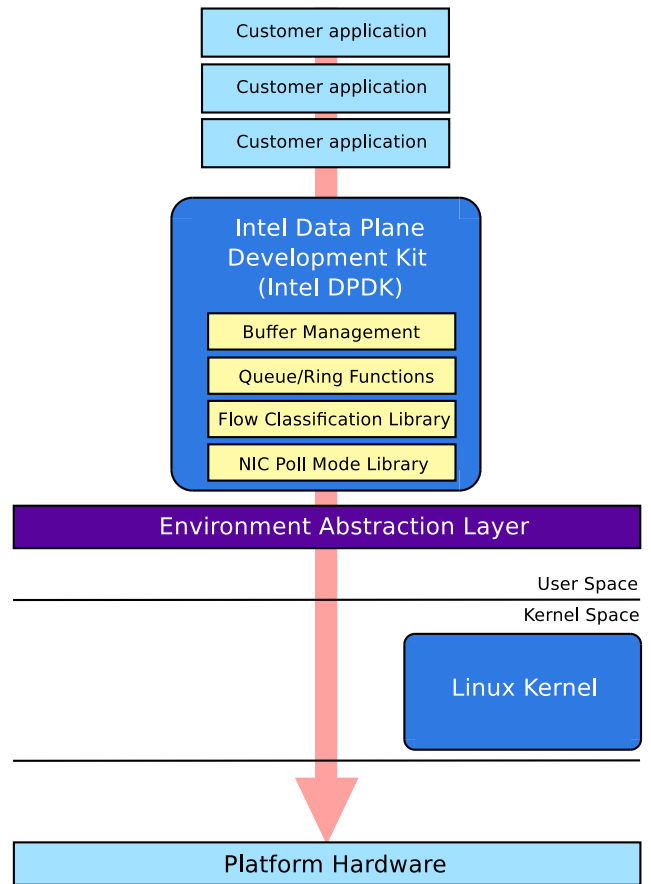 Customer application
Customer application
Customer application
Intel Data Plane
Development Kit
(Intel DPDK)
Buffer Management
Queue/Ring Functions
Flow Classification Library
NIC Poll Mode Library
Environment Abstraction Layer
User Space
Kernel Space
Linux Kernel
Platform Hardware